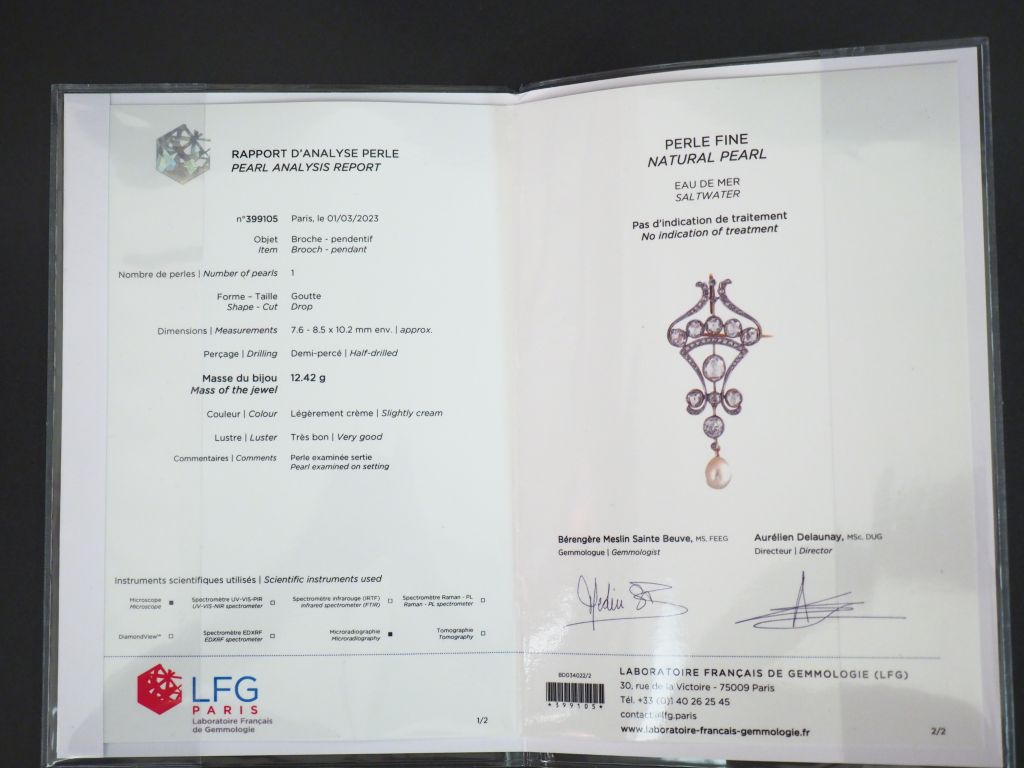 RAPPORT D'ANALYSE PERLE
PEARL ANALYSIS REPORT
n°399105 Paris, le 01/03/2023
Objet Broche - pendentif
Item Brooch - pendant
Nombre de perles | Number of pearls 1
Forme – Taille Goutte
Shape - Cut Drop
Dimensions | Measurements 7.6 - 8.5 x 10.2 mm env. | approx.
Perçage | Drilling Demi-percé | Half-drilled
Masse du bijou 12.42 g
Mass of the jewel
Couleur | Colour Légèrement crème | Slightly cream
Lustre | Luster Très bon | Very good
Commentaires | Comments Perle examinée sertie
Pearl examined on setting
Instruments scientifiques utilisés | Scientific instruments used
Microscope Spectromètre UV-VIS-PIR Spectromètre infrarouge (IRTF) Spectromètre Raman - PL
Microscope UV-VIS-NIR spectrometer Infrared spectrometer (FTIR) Raman - PL spectrometer
DiamondView™ Spectromètre EDXRF Microradiographie Tomographie
EDXRF spectrometer Microradiography Tomography
LFG
PARIS
Laboratoire Français
de Gemmologie
1/2
PERLE FINE
NATURAL PEARL
EAU DE MER
SALTWATER
Pas d'indication de traitement
No indication of treatment
Bérengère Meslin Sainte Beuve, MS. FEEG
Gemmologue | Gemmologist
Aurélien Delaunay, MSc. DUG
Directeur | Director
BD034022/2
*399105*
LABORATOIRE FRANÇAIS DE GEMMOLOGIE (LFG)
30, rue de la Victoire - 75009 Paris
Tél. +33 (0)1 40 26 25 45
contact@lfg.paris
www.laboratoire-francais-gemmologie.fr
2/2